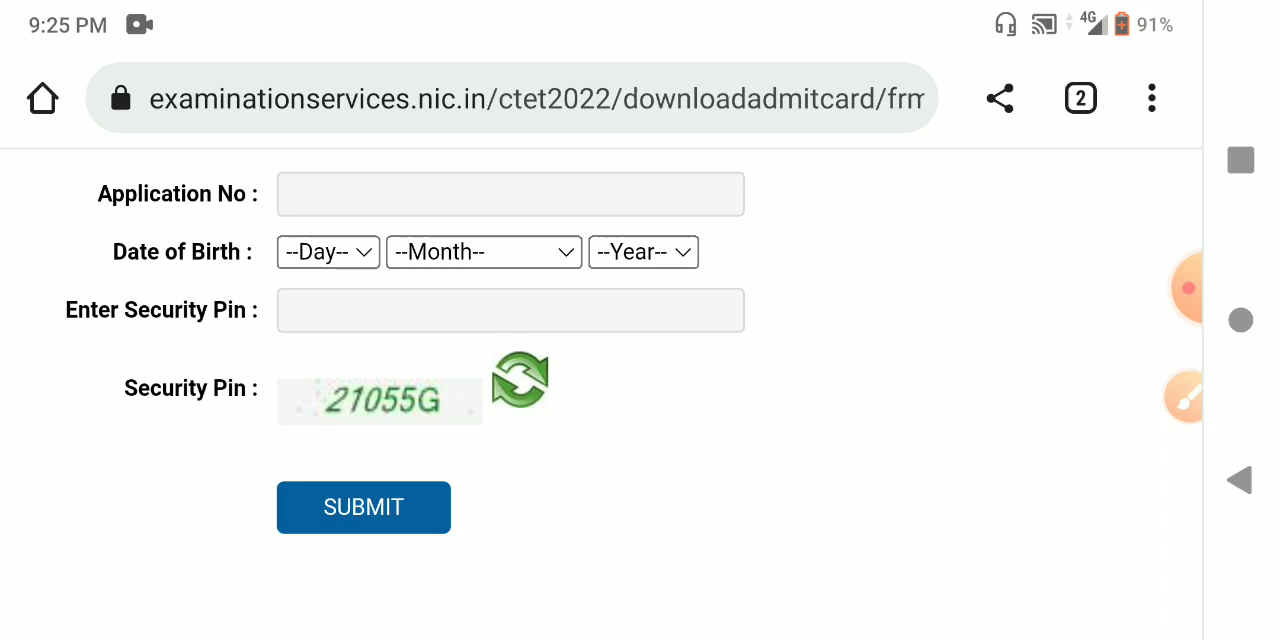 9:25 PM 4G 91%
examinationservices.nic.in/ctet2022/downloadadmitcard/frm 2
Application No :
Date of Birth : --Day-- --Month-- --Year--
Enter Security Pin :
Security Pin : 21055G
SUBMIT